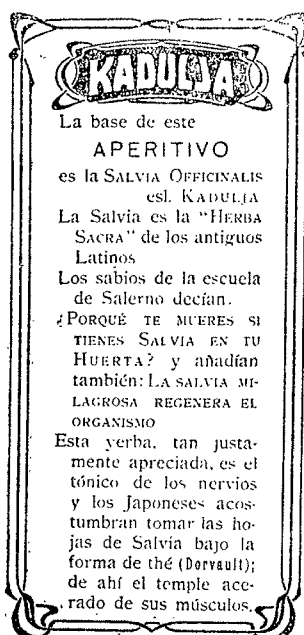 KADULJA
La base de este
APERITIVO
es la SALVIA OFFICINALIS
esl. KADULJA
La Salvia es la "HERBA
SACRA" de los antiguos
Latinos
Los sabios de la escuela
de Salerno decían.
¿PORQUÉ TE MUERES SI
TIENES SALVIA EN TU
HUERTA? y añadían
también: LA SALVIA MI-
LAGROSA REGENERA EL
ORGANISMO
Esta yerba, tan justa-
mente apreciada, es el
tónico de los nervios
y los Japoneses acos-
tumbran tomar las ho-
jas de Salvia bajo la
forma de thé (Dorvault);
de ahí el temple ace-
rado de sus músculos.